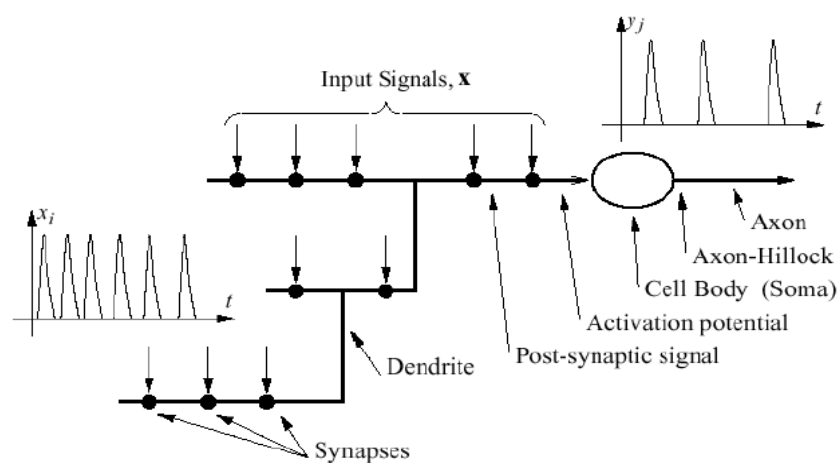 y_j
t
Input Signals, x
x_i
t
Axon
Axon-Hillock
Cell Body (Soma)
Activation potential
Post-synaptic signal
Dendrite
Synapses